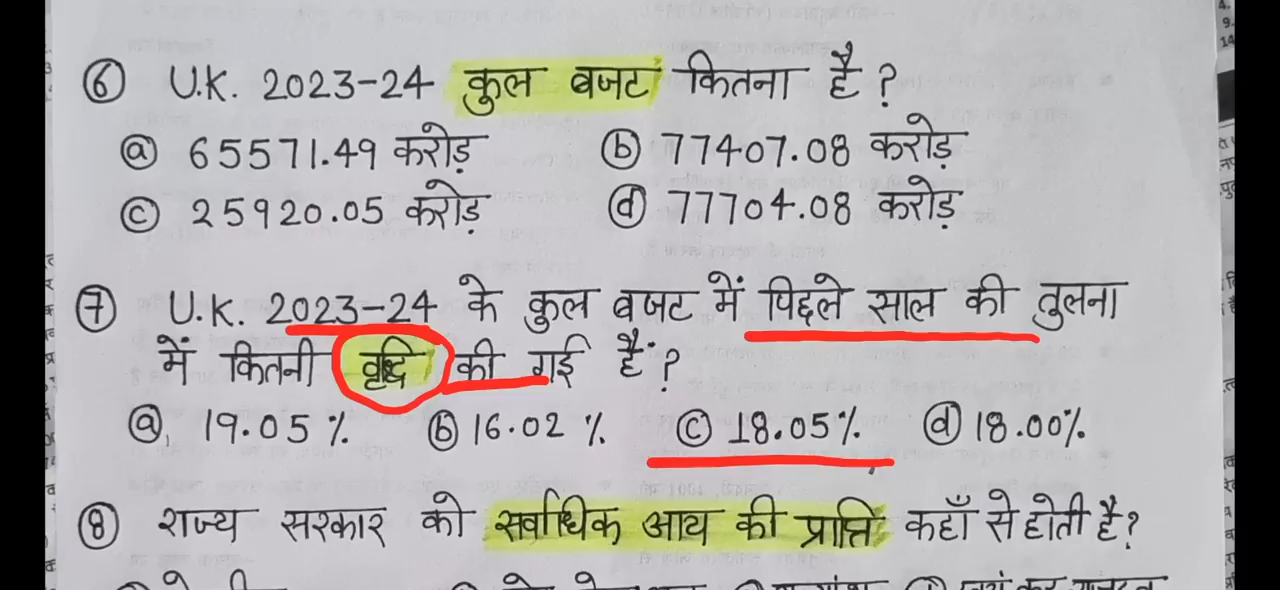 ⑥ U.K. 2023-24 कुल बजट कितना है?
ⓐ 65571.49 करोड़ ⓑ 77407.08 करोड़
ⓒ 25920.05 करोड़ ⓓ 77704.08 करोड़
⑦ U.K. 2023-24 के कुल बजट में पिछले साल की तुलना
में कितनी वृद्धि की गई हैं?
ⓐ 19.05% ⓑ 16.02% ⓒ 18.05% ⓓ 18.00%
⑧ राज्य सरकार को सर्वाधिक आय की प्राप्ति कहाँ से होती है?